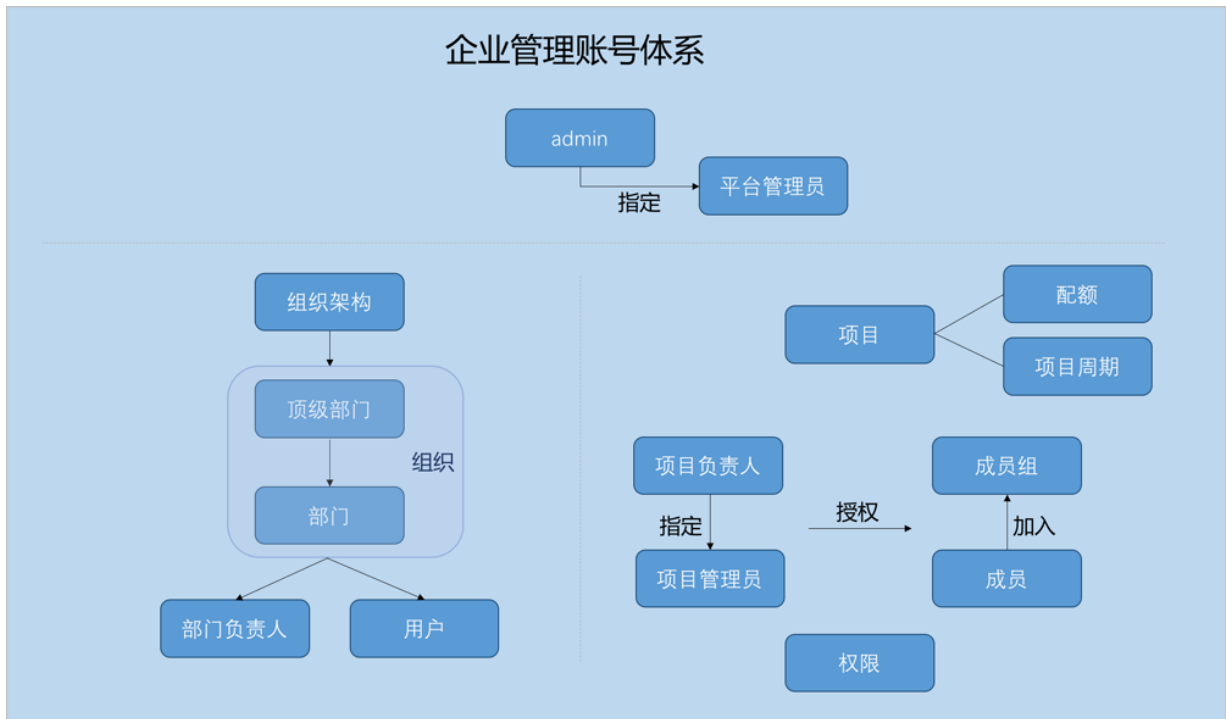 企业管理账号体系
admin
平台管理员
指定
组织架构
顶级部门
组织
部门
部门负责人
用户
配额
项目
项目周期
项目负责人
成员组
指定
授权
加入
项目管理员
成员
权限